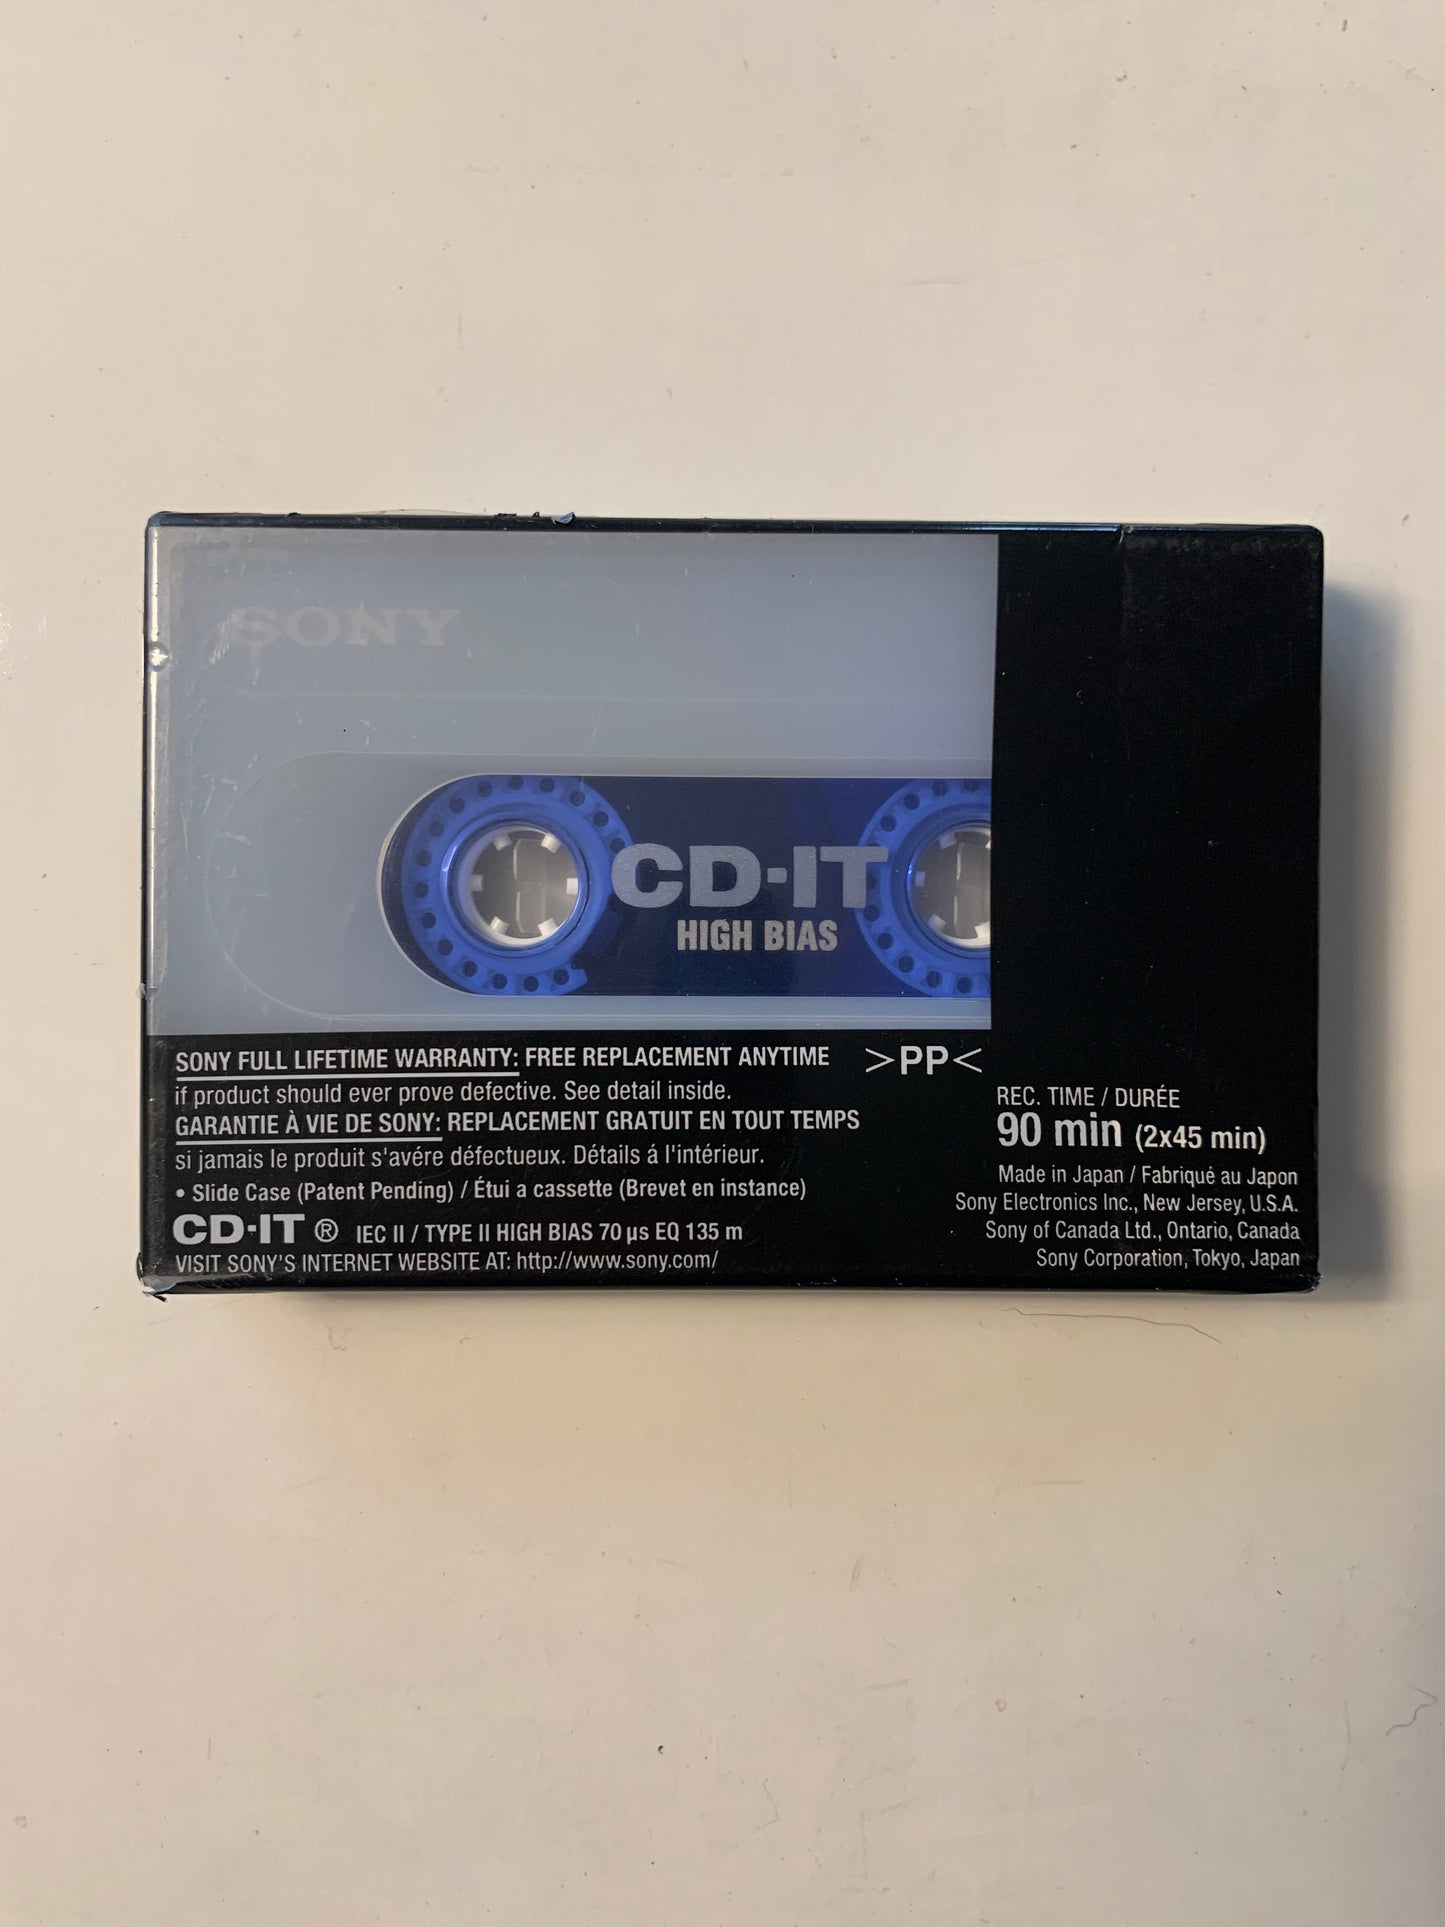 SONY
CD-IT
HIGH BIAS
SONY FULL LIFETIME WARRANTY: FREE REPLACEMENT ANYTIME
if product should ever prove defective. See detail inside.
GARANTIE À VIE DE SONY: REPLACEMENT GRATUIT EN TOUT TEMPS
si jamais le produit s'avére défectueux. Détails á l'intérieur.
• Slide Case (Patent Pending) / Étui a cassette (Brevet en instance)
CD-IT ® IEC II / TYPE II HIGH BIAS 70 µs EQ 135 m
VISIT SONY'S INTERNET WEBSITE AT: http://www.sony.com/
>PP<
REC. TIME / DURÉE
90 min (2x45 min)
Made in Japan / Fabriqué au Japon
Sony Electronics Inc., New Jersey, U.S.A.
Sony of Canada Ltd., Ontario, Canada
Sony Corporation, Tokyo, Japan